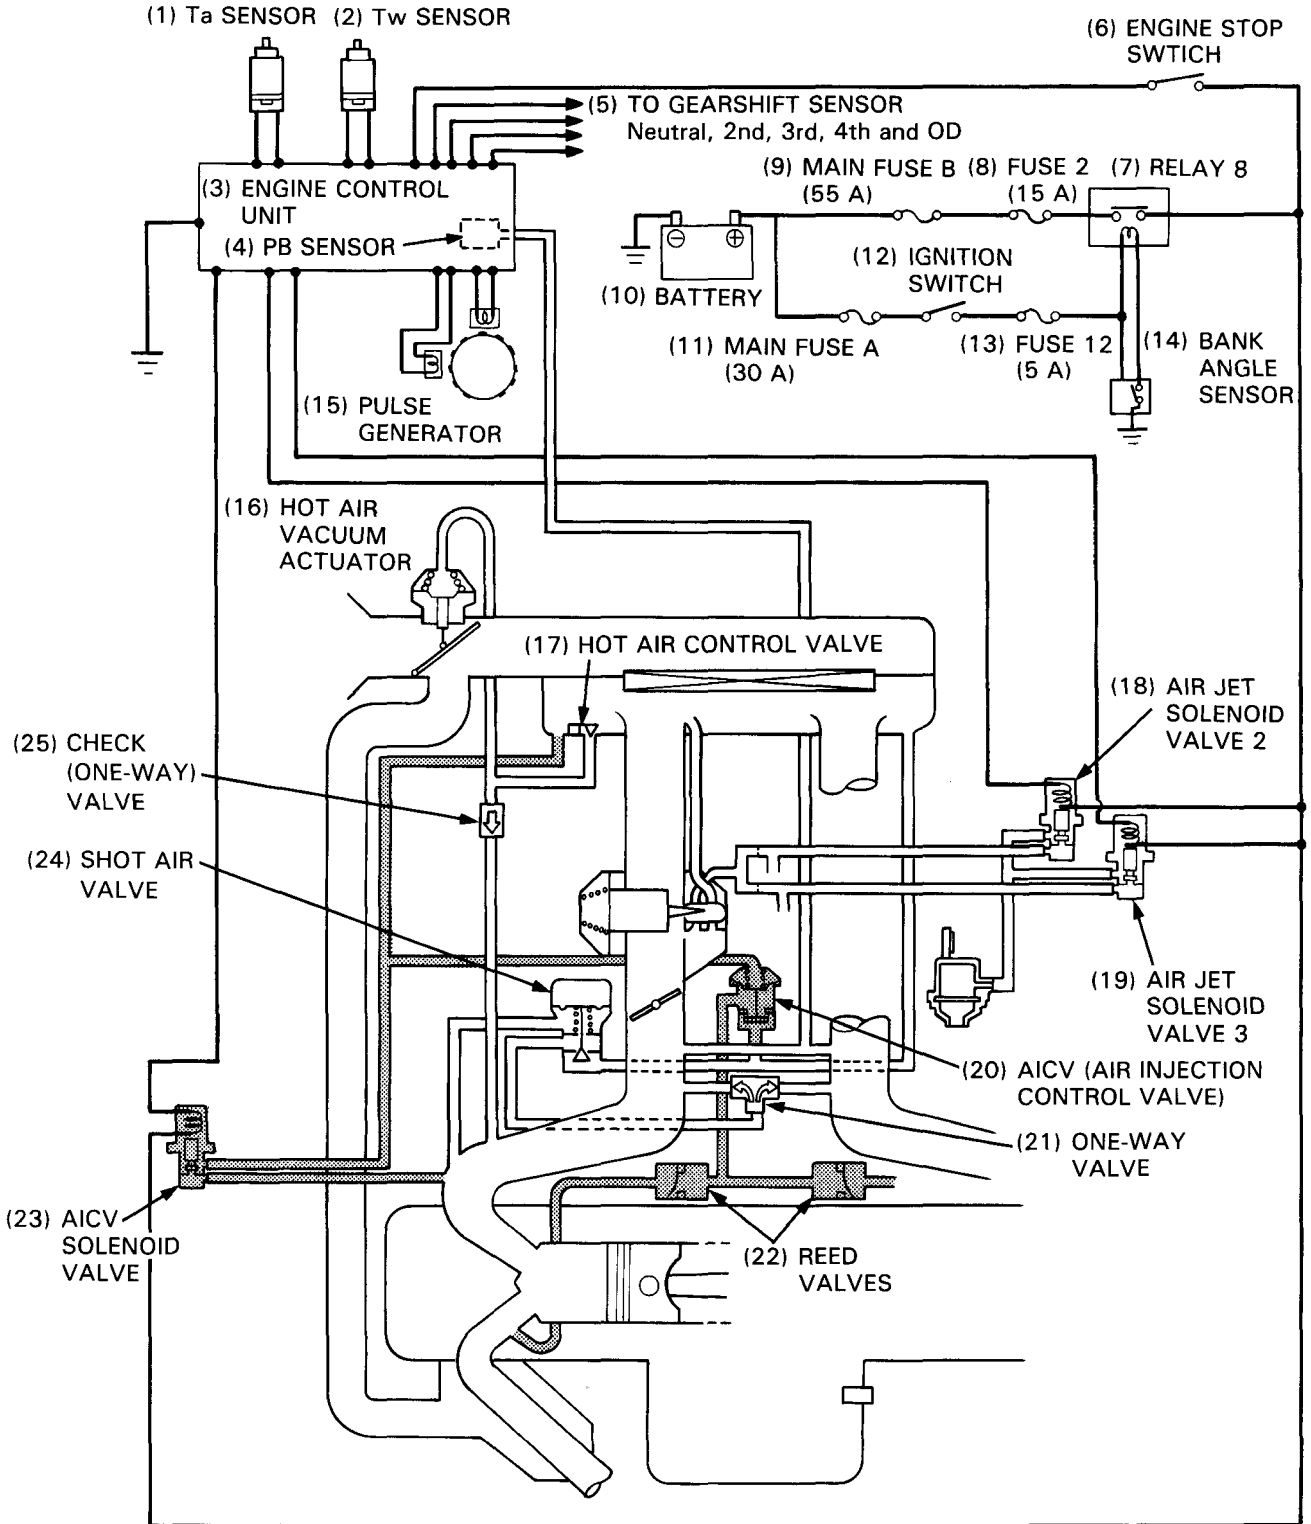 (1) Ta SENSOR
(2) Tw SENSOR
(6) ENGINE STOP
SWTICH
(5) TO GEARSHIFT SENSOR
Neutral, 2nd, 3rd, 4th and OD
(3) ENGINE CONTROL
UNIT
(4) PB SENSOR
(9) MAIN FUSE B
(55 A)
(8) FUSE 2
(15 A)
(7) RELAY 8
(12) IGNITION
SWITCH
(10) BATTERY
(11) MAIN FUSE A
(30 A)
(13) FUSE 12
(5 A)
(14) BANK
ANGLE
SENSOR
(15) PULSE
GENERATOR
(16) HOT AIR
VACUUM
ACTUATOR
(17) HOT AIR CONTROL VALVE
(18) AIR JET
SOLENOID
VALVE 2
(25) CHECK
(ONE-WAY)
VALVE
(24) SHOT AIR
VALVE
(19) AIR JET
SOLENOID
VALVE 3
(20) AICV (AIR INJECTION
CONTROL VALVE)
(21) ONE-WAY
VALVE
(23) AICV
SOLENOID
VALVE
(22) REED
VALVES